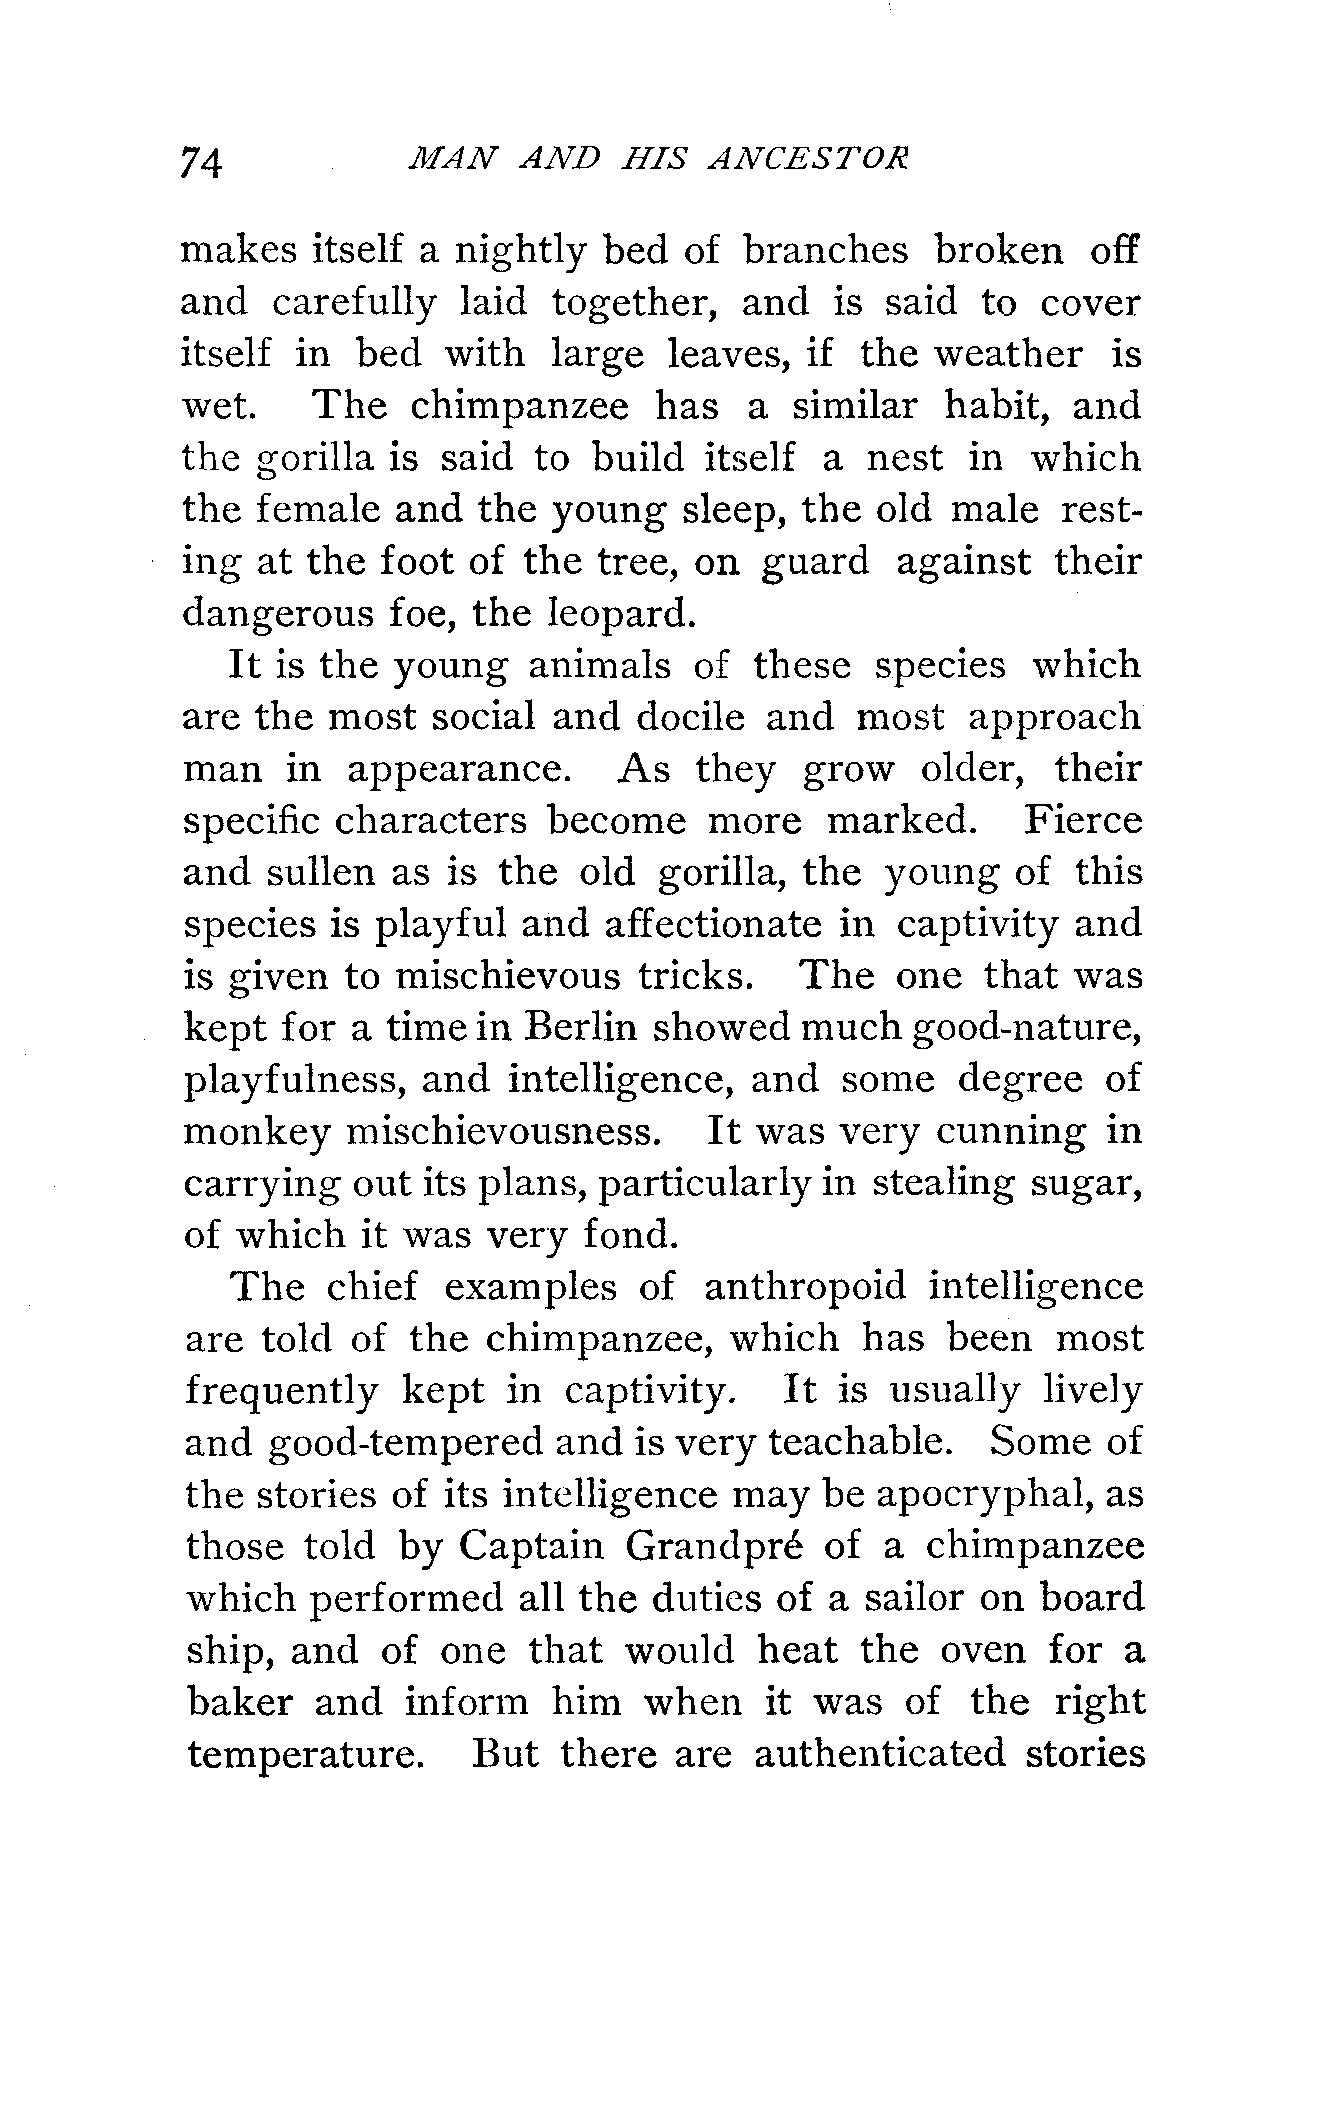 74 MAN AND HIS ANCESTOR
makes itself a nightly bed of branches broken off
and carefully laid together, and is said to cover
itself in bed with large leaves, if the weather is
wet. The chimpanzee has a similar habit, and
the gorilla is said to build itself a nest in which
the female and the young sleep, the old male rest-
ing at the foot of the tree, on guard against their
dangerous foe, the leopard.
It is the young animals of these species which
are the most social and docile and most approach
man in appearance. As they grow older, their
specific characters become more marked. Fierce
and sullen as is the old gorilla, the young of this
species is playful and affectionate in captivity and
is given to mischievous tricks. The one that was
kept for a time in Berlin showed much good-nature,
playfulness, and intelligence, and some degree of
monkey mischievousness. It was very cunning in
carrying out its plans, particularly in stealing sugar,
of which it was very fond.
The chief examples of anthropoid intelligence
are told of the chimpanzee, which has been most
frequently kept in captivity. It is usually lively
and good-tempered and is very teachable. Some of
the stories of its intelligence may be apocryphal, as
those told by Captain Grandpré of a chimpanzee
which performed all the duties of a sailor on board
ship, and of one that would heat the oven for a
baker and inform him when it was of the right
temperature. But there are authenticated stories